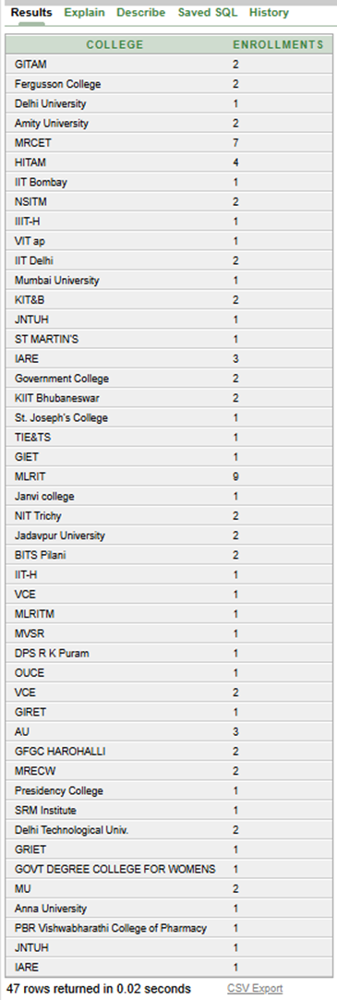 Results Explain Describe Saved SQL History
COLLEGE ENROLLMENTS
GITAM 2
Fergusson College 2
Delhi University 1
Amity University 2
MRCET 7
HITAM 4
IIT Bombay 1
NSITM 2
IIIT-H 1
VIT ap 1
IIT Delhi 2
Mumbai University 1
KIT&B 2
JNTUH 1
ST MARTIN'S 1
IARE 3
Government College 2
KIIT Bhubaneswar 2
St. Joseph's College 1
TIE&TS 1
GIET 1
MLRIT 9
Janvi college 1
NIT Trichy 2
Jadavpur University 2
BITS Pilani 2
IIT-H 1
VCE 1
MLRITM 1
MVSR 1
DPS R K Puram 1
OUCE 1
VCE 2
GIRET 1
AU 3
GFGC HAROHALLI 2
MRECW 2
Presidency College 1
SRM Institute 1
Delhi Technological Univ. 2
GRIET 1
GOVT DEGREE COLLEGE FOR WOMENS 1
MU 2
Anna University 1
PBR Vishwabharathi College of Pharmacy 1
JNTUH 1
IARE 1
47 rows returned in 0.02 seconds CSV Export